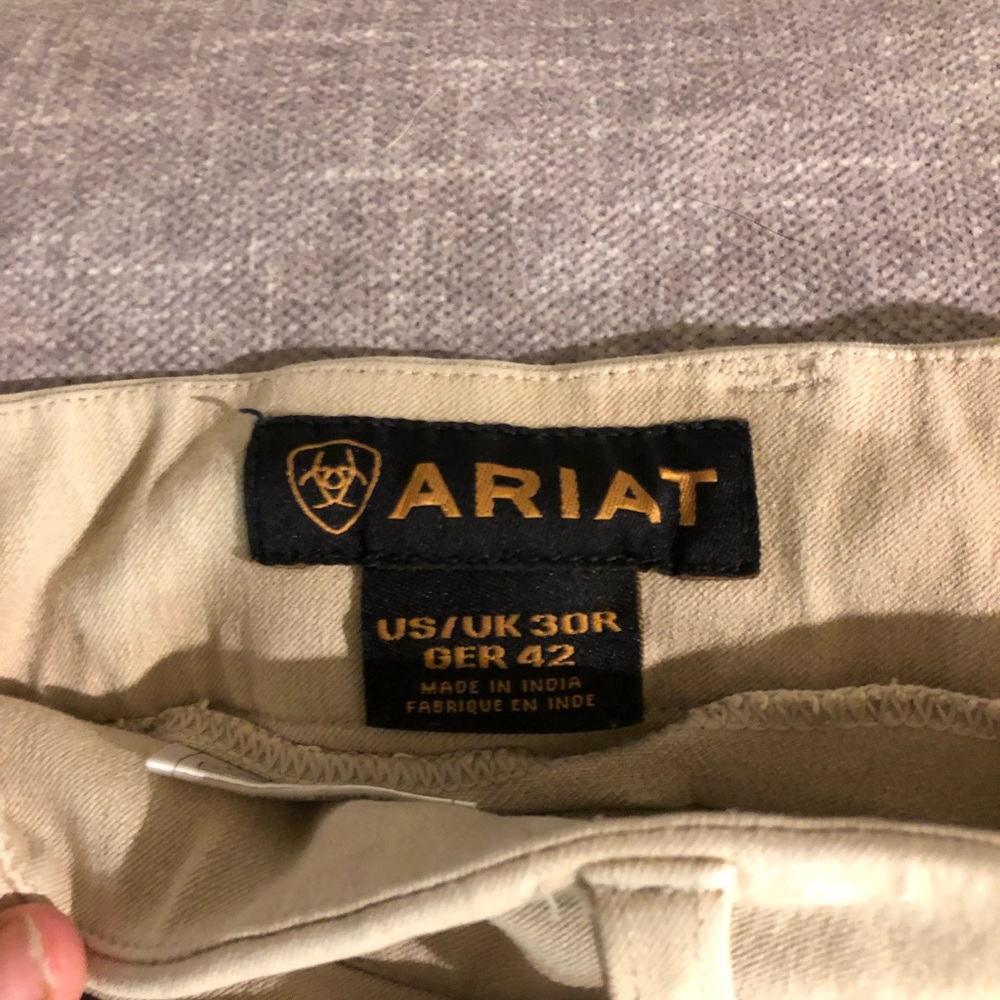 ARIAT
US/UK 30R
GER 42
MADE IN INDIA
FABRIQUE EN INDE